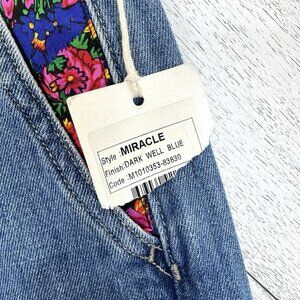 Style :MIRACLE
Finish:DARK WELL BLUE
Code :M1010353-83830